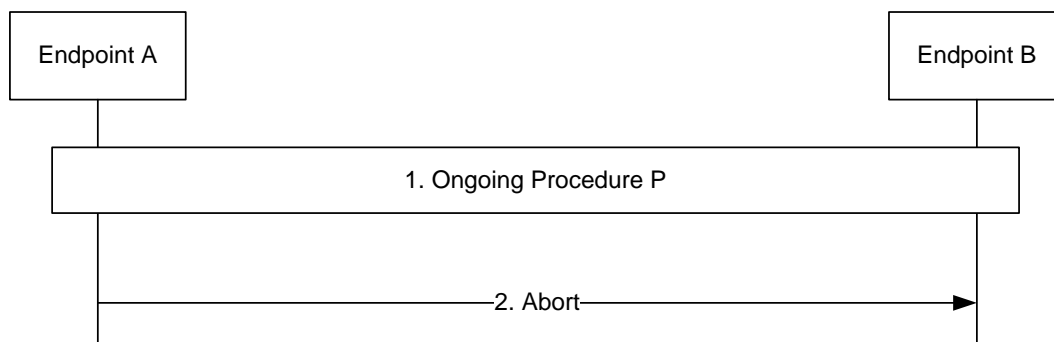 Endpoint A
Endpoint B
1. Ongoing Procedure P
2. Abort